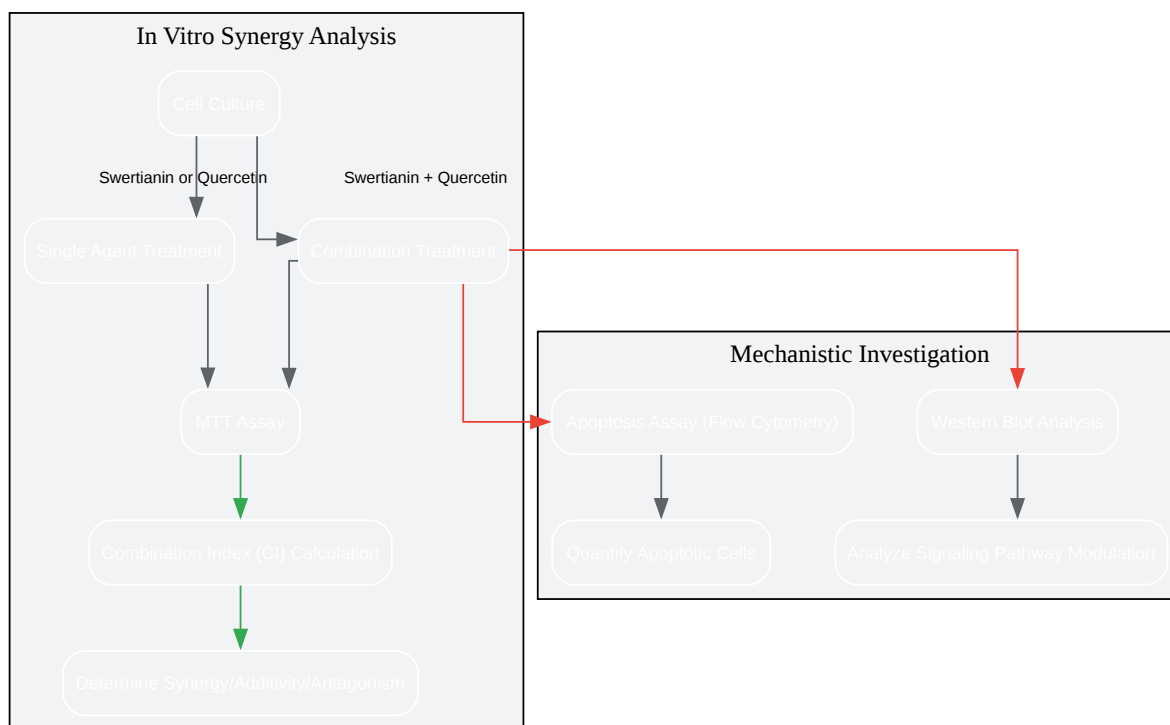 In Vitro Synergy Analysis
Cell Culture
Swertianin or Quercetin
Swertianin + Quercetin
Single Agent Treatment
Combination Treatment
Mechanistic Investigation
MTT Assay
Apoptosis Assay (Flow Cytometry)
Western Blot Analysis
Combination Index (CI) Calculation
Quantify Apoptotic Cells
Analyze Signaling Pathway Modulation
Determine Synergy/Additivity/Antagonism